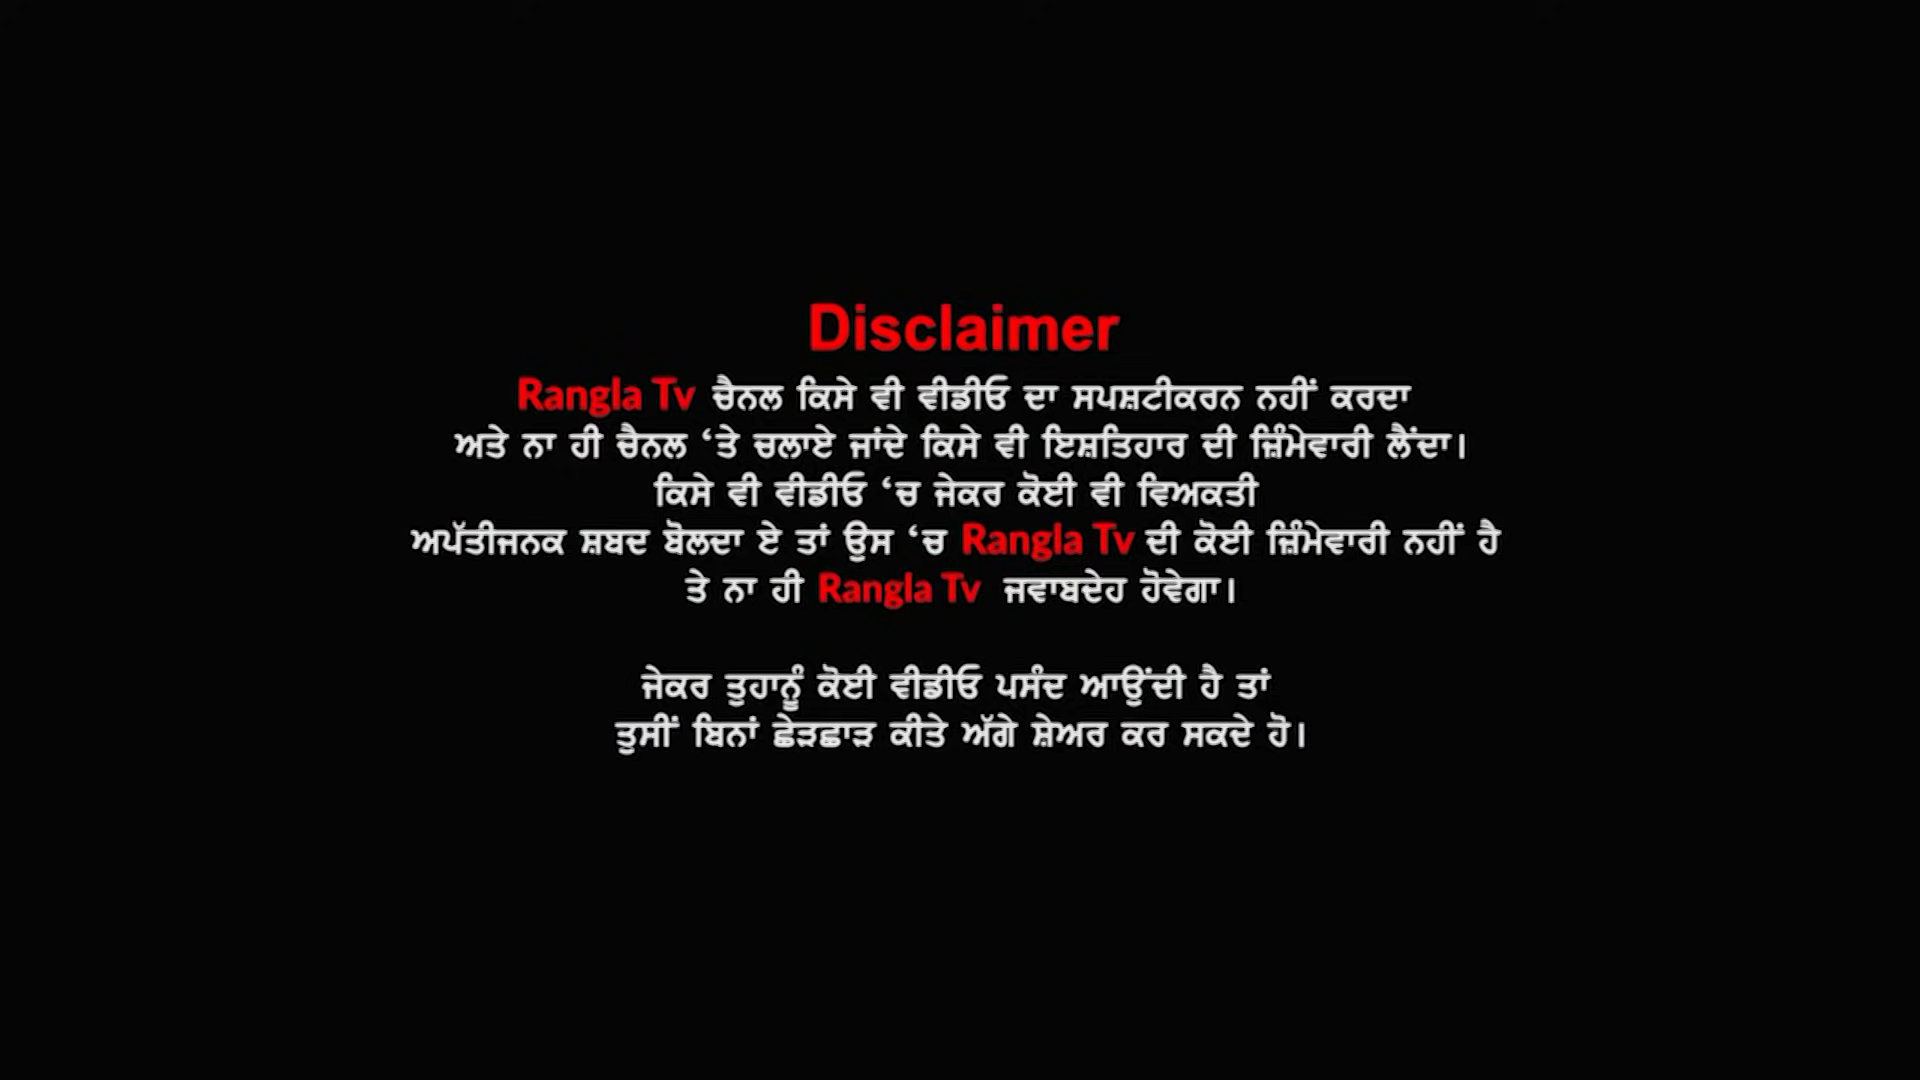 Disclaimer
Rangla Tv ਚੈਨਲ ਕਿਸੇ ਵੀ ਵੀਡੀਓ ਦਾ ਸਪਸ਼ਟੀਕਰਨ ਨਹੀਂ ਕਰਦਾ
ਅਤੇ ਨਾ ਹੀ ਚੈਨਲ ‘ਤੇ ਚਲਾਏ ਜਾਂਦੇ ਕਿਸੇ ਵੀ ਇਸ਼ਤਿਹਾਰ ਦੀ ਜ਼ਿੰਮੇਵਾਰੀ ਲੈਂਦਾ।
ਕਿਸੇ ਵੀ ਵੀਡੀਓ ‘ਚ ਜੇਕਰ ਕੋਈ ਵੀ ਵਿਅਕਤੀ
ਅਪੱਤੀਜਨਕ ਸ਼ਬਦ ਬੋਲਦਾ ਏ ਤਾਂ ਉਸ ‘ਚ Rangla Tv ਦੀ ਕੋਈ ਜ਼ਿੰਮੇਵਾਰੀ ਨਹੀਂ ਹੈ
ਤੇ ਨਾ ਹੀ Rangla Tv ਜਵਾਬਦੇਹ ਹੋਵੇਗਾ।
ਜੇਕਰ ਤੁਹਾਨੂੰ ਕੋਈ ਵੀਡੀਓ ਪਸੰਦ ਆਉਂਦੀ ਹੈ ਤਾਂ
ਤੁਸੀਂ ਬਿਨਾਂ ਛੇੜਛਾੜ ਕੀਤੇ ਅੱਗੇ ਸ਼ੇਅਰ ਕਰ ਸਕਦੇ ਹੋ।